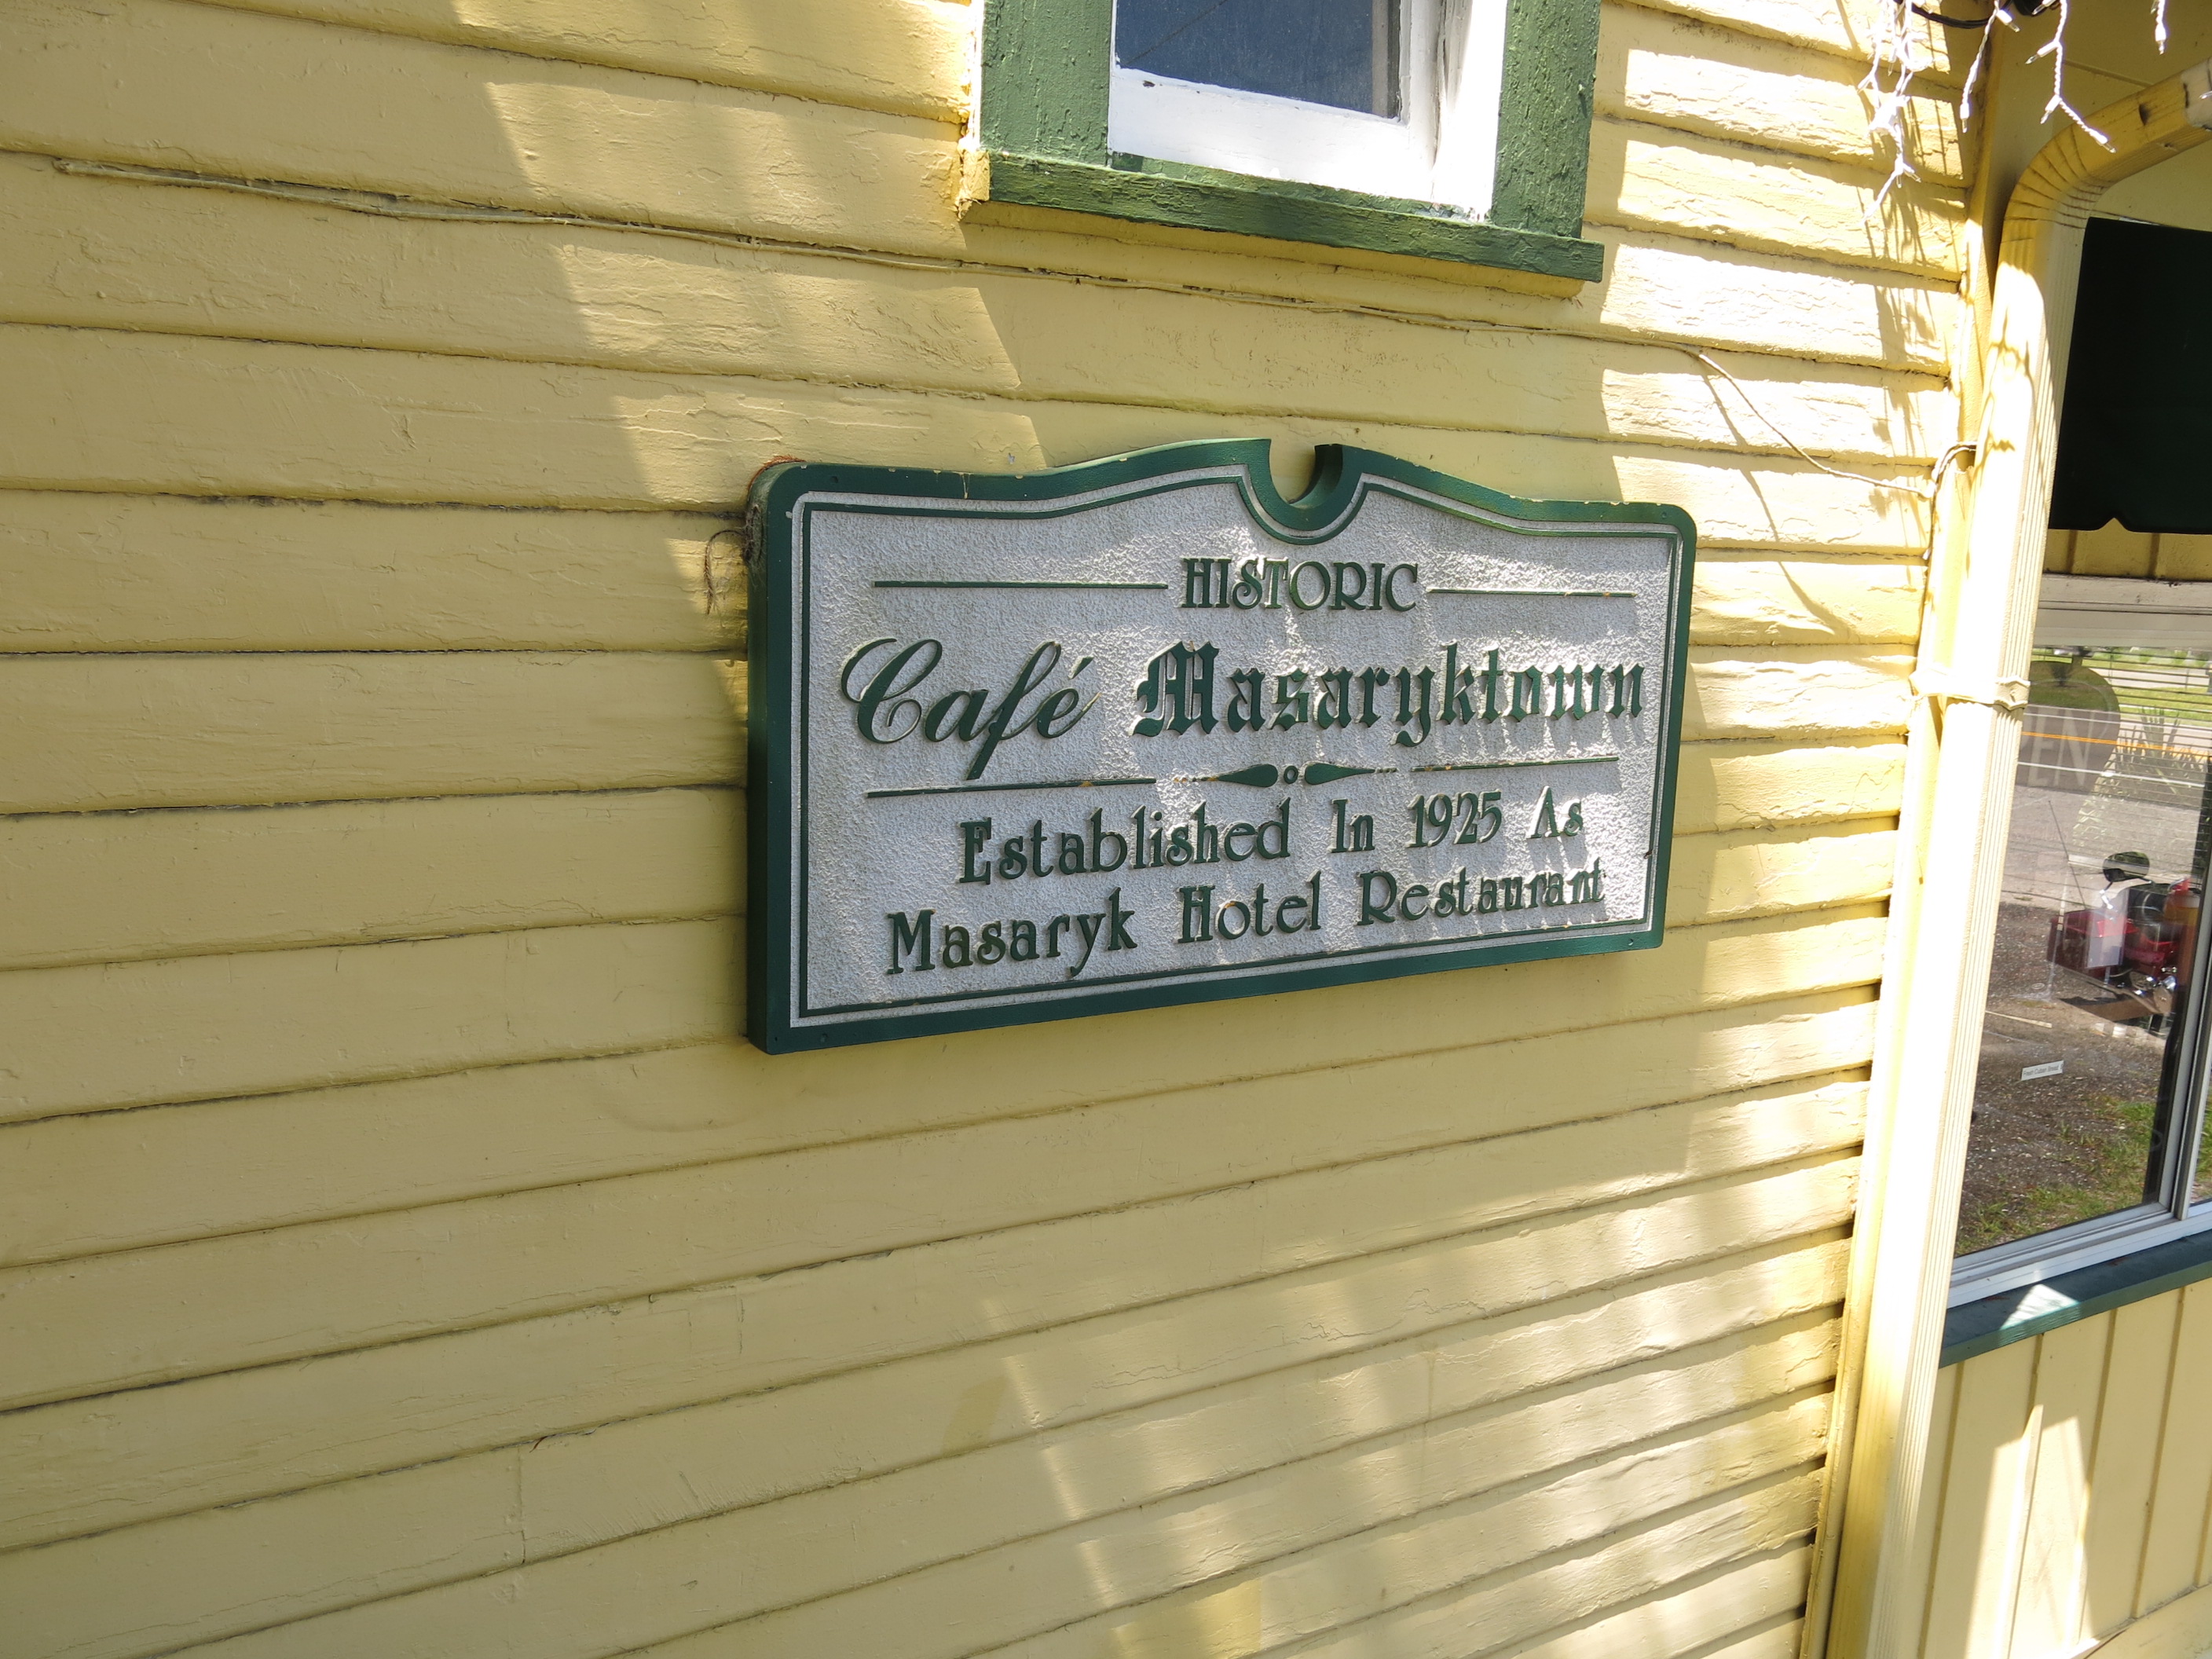 HISTORIC
Café Masaryktown
Established In 1925 As
Masaryk Hotel Restaurant